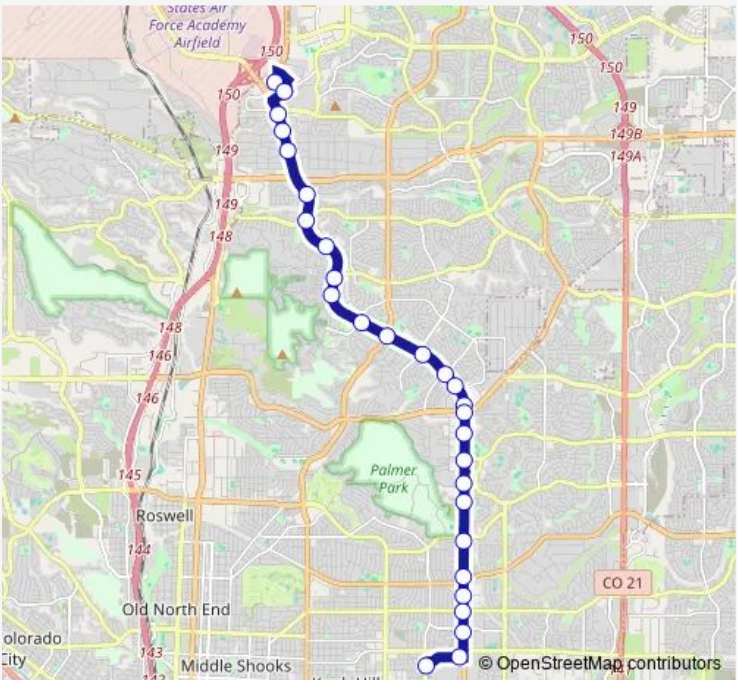 States Air
Force Academy
Airfield
150
150
150
150
149
149B
149A
149
149
148
148
146
146
145
Palmer
Park
Roswell
144
CO 21
Old North End
olorado
City
143
Middle Shooks
© OpenStreetMap contributors